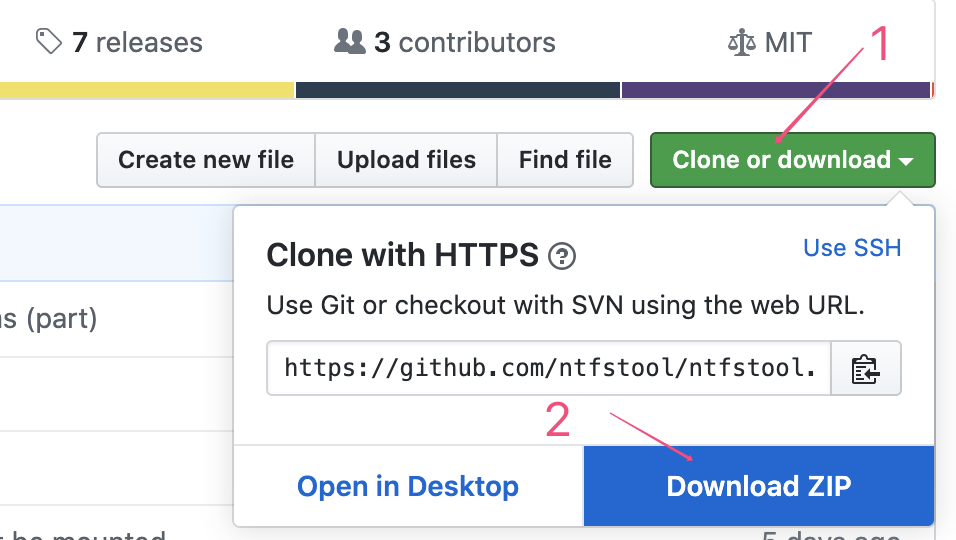 7 releases
3 contributors
MIT
1
Create new file
Upload files
Find file
Clone or download
Clone with HTTPS ?
Use SSH
Use Git or checkout with SVN using the web URL.
s (part)
https://github.com/ntfstool/ntfstool.
2
Open in Desktop
Download ZIP
be mounted
5 days ago